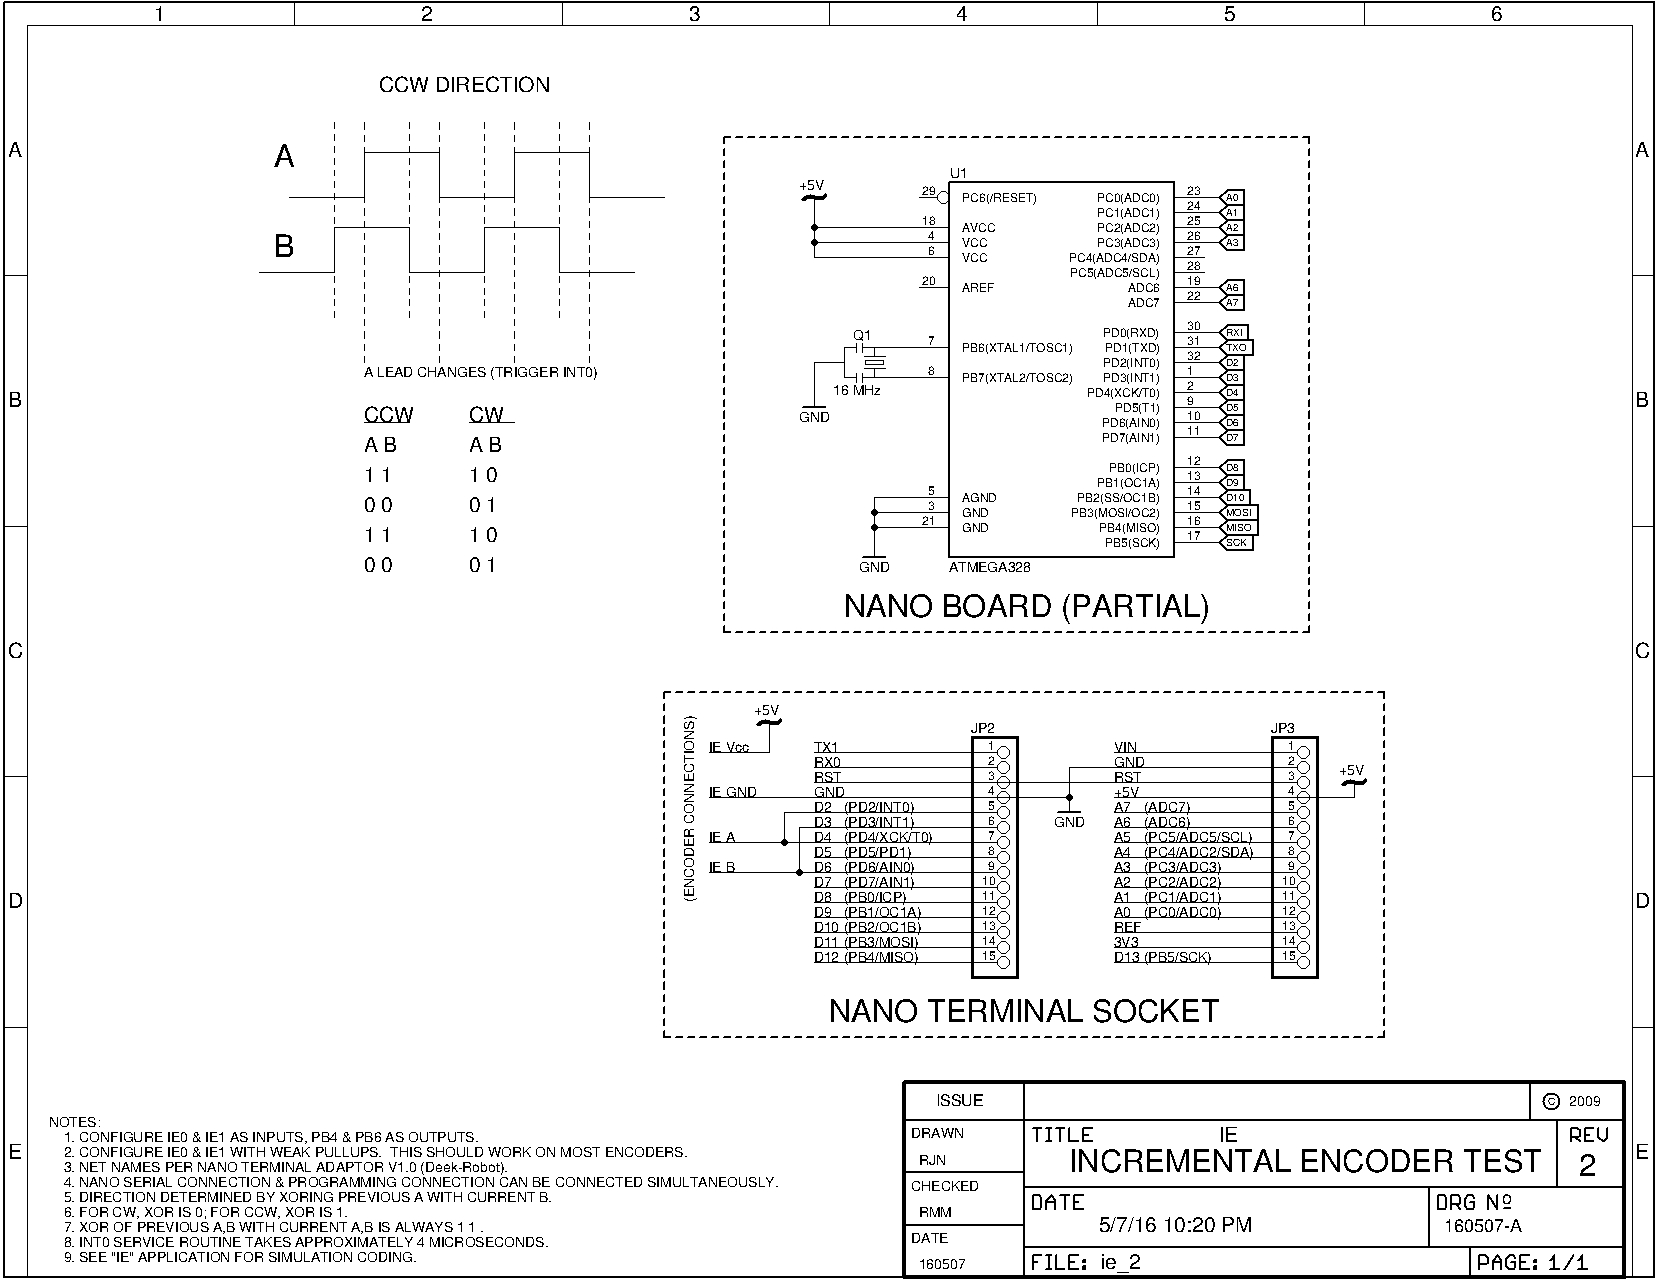 1 2 3 4 5 6
A
B
C
D
E
A
B
C
D
E
CCW DIRECTION
A
B
A LEAD CHANGES (TRIGGER INT0)
CCW CW
A B A B
1 1 1 0
0 0 0 1
1 1 1 0
0 0 0 1
U1
+5V
29 PC6(/RESET)
18 AVCC
4 VCC
6 VCC
20 AREF
Q1
7 PB6(XTAL1/TOSC1)
8 PB7(XTAL2/TOSC2)
16 MHz
GND
5 AGND
3 GND
21 GND
GND
PC0(ADC0) 23 A0
PC1(ADC1) 24 A1
PC2(ADC2) 25 A2
PC3(ADC3) 26 A3
PC4(ADC4/SDA) 27
PC5(ADC5/SCL) 28
ADC6 19 A6
ADC7 22 A7
PD0(RXD) 30 RXI
PD1(TXD) 31 TXO
PD2(INT0) 32 D2
PD3(INT1) 1 D3
PD4(XCK/T0) 2 D4
PD5(T1) 9 D5
PD6(AIN0) 10 D6
PD7(AIN1) 11 D7
PB0(ICP) 12 D8
PB1(OC1A) 13 D9
PB2(SS/OC1B) 14 D10
PB3(MOSI/OC2) 15 MOSI
PB4(MISO) 16 MISO
PB5(SCK) 17 SCK
ATMEGA328
NANO BOARD (PARTIAL)
(ENCODER CONNECTIONS)
+5V
IE Vcc
IE GND
IE A
IE B
JP2
TX1 1
RX0 2
RST 3
GND 4
D2 (PD2/INT0) 5
D3 (PD3/INT1) 6
D4 (PD4/XCK/T0) 7
D5 (PD5/PD1) 8
D6 (PD6/AIN0) 9
D7 (PD7/AIN1) 10
D8 (PB0/ICP) 11
D9 (PB1/OC1A) 12
D10 (PB2/OC1B) 13
D11 (PB3/MOSI) 14
D12 (PB4/MISO) 15
GND
JP3
+5V
VIN 1
GND 2
RST 3
+5V 4
A7 (ADC7) 5
A6 (ADC6) 6
A5 (PC5/ADC5/SCL) 7
A4 (PC4/ADC2/SDA) 8
A3 (PC3/ADC3) 9
A2 (PC2/ADC2) 10
A1 (PC1/ADC1) 11
A0 (PC0/ADC0) 12
REF 13
3V3 14
D13 (PB5/SCK) 15
NANO TERMINAL SOCKET
NOTES:
1. CONFIGURE IE0 & IE1 AS INPUTS, PB4 & PB6 AS OUTPUTS.
2. CONFIGURE IE0 & IE1 WITH WEAK PULLUPS. THIS SHOULD WORK ON MOST ENCODERS.
3. NET NAMES PER NANO TERMINAL ADAPTOR V1.0 (Deek-Robot).
4. NANO SERIAL CONNECTION & PROGRAMMING CONNECTION CAN BE CONNECTED SIMULTANEOUSLY.
5. DIRECTION DETERMINED BY XORING PREVIOUS A WITH CURRENT B.
6. FOR CW, XOR IS 0; FOR CCW, XOR IS 1.
7. XOR OF PREVIOUS A,B WITH CURRENT A,B IS ALWAYS 1 1 .
8. INT0 SERVICE ROUTINE TAKES APPROXIMATELY 4 MICROSECONDS.
9. SEE "IE" APPLICATION FOR SIMULATION CODING.
ISSUE
© 2009
DRAWN
RJN
CHECKED
RMM
DATE
160507
TITLE IE
INCREMENTAL ENCODER TEST
REV
2
DATE
5/7/16 10:20 PM
DRG Nº
160507-A
FILE: ie_2
PAGE: 1/1